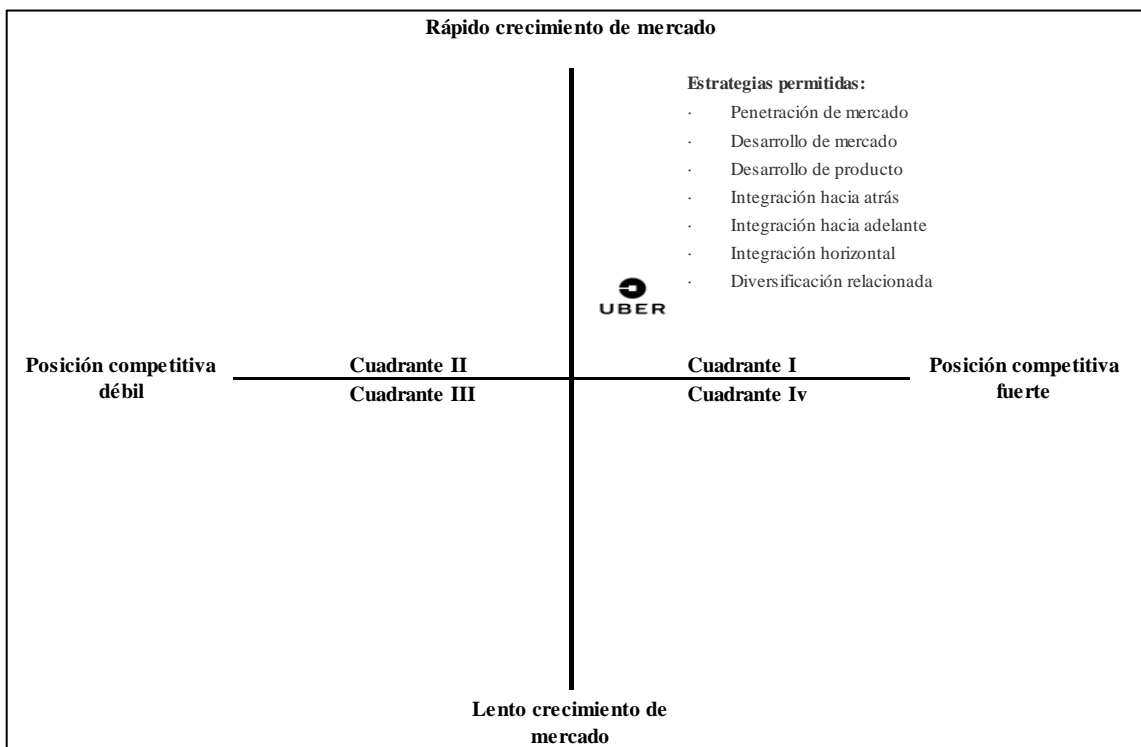 Rápido crecimiento de mercado
Estrategias permitidas:
· Penetración de mercado
· Desarrollo de mercado
· Desarrollo de producto
· Integración hacia atrás
· Integración hacia adelante
· Integración horizontal
· Diversificación relacionada
UBER
Posición competitiva
débil
Cuadrante II
Cuadrante I
Posición competitiva
fuerte
Cuadrante III
Cuadrante Iv
Lento crecimiento de
mercado